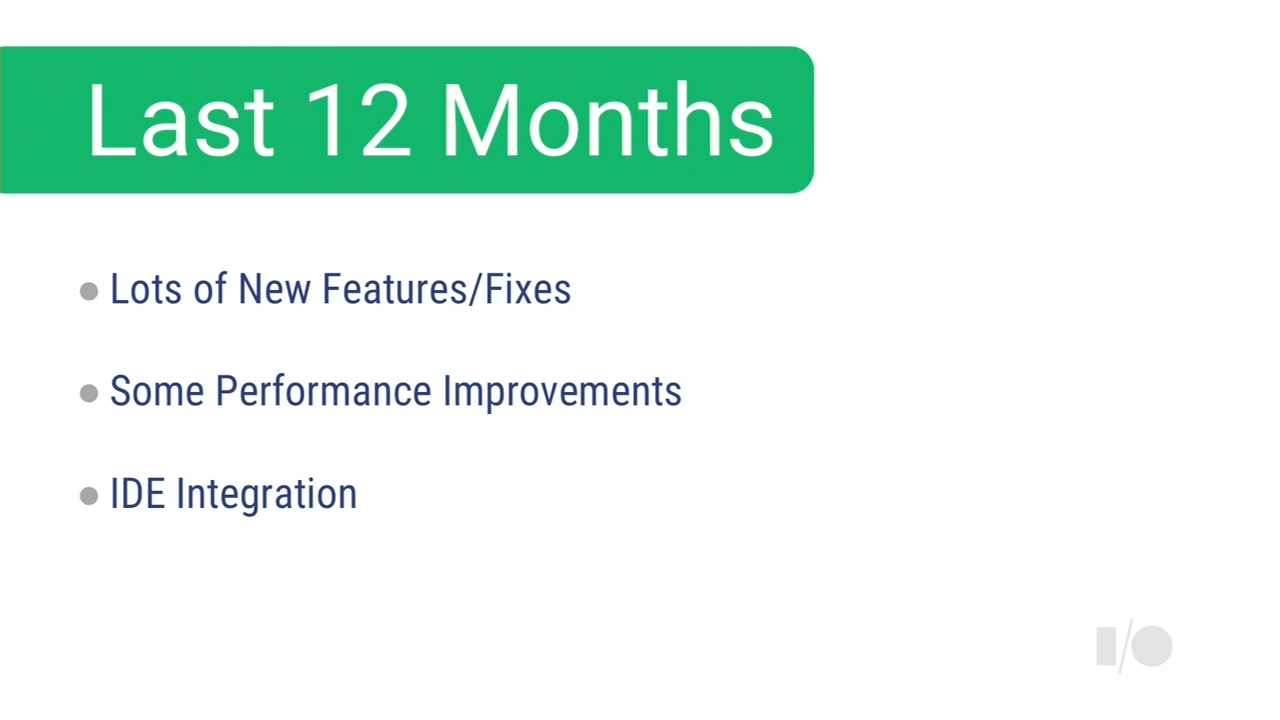 Last 12 Months
Lots of New Features/Fixes
Some Performance Improvements
IDE Integration
I/O